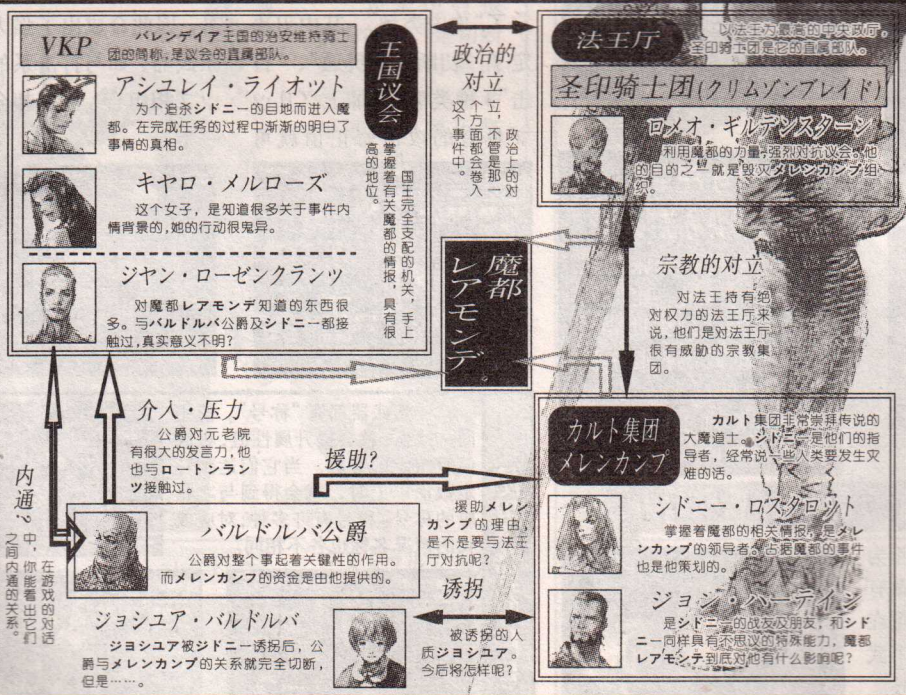 VKP
バレンデイア王国的治安维持骑士
团的简称,是议会的直属部队。
アシュレイ・ライオット
为个追杀シドニー的目地而进入魔
都。在完成任务的过程中渐渐的明白了
事情的真相。
キヤロ・メルローズ
这个女子，是知道很多关于事件内
情背景的,她的行动很鬼异。
ジヤン・ローゼンクランツ
对魔都レアモンデ知道的东西很
多。与バルドルバ公爵及シドニー都接
触过,真实意义不明?
王国议会
国王完全支配的机关，手上
掌握着有关魔都的情报，具有很
高的地位。
政治的
对立
政治上的对
立，不管是那一
个方面都会卷入
这个事件中。
法王厅
以法王为最高的中央政厅，
圣印骑士团是它的直属部队。
圣印骑士团(クリムゾンブレイド)
ロメオ・ギルデンスターン
利用魔都的力量,强烈对抗议会。他
的目的之一就是毁灭メレンカンプ组
织。
魔都
レアモンデ。
宗教的对立
对法王持有绝
对权力的法王厅来
说，他们是对法王厅
很有威胁的宗教集
团。
介入・压力
公爵对元老院
有很大的发言力,他
也与ロートンラン
ツ接触过。
援助?
援助メレン
カンプ的理由，
是不是要与法王
厅对抗呢?
内通?
在游戏的对话
中，你能看出它们
之间内通的关系。
バルドルバ公爵
公爵对整个事起着关键性的作用。
而メレンカンフ的资金是由他提供的。
ジョシユア・バルドルバ
ジヨシユア被ジドニー诱拐后，公
爵与メレンカンプ的关系就完全切断,
但是……。
诱拐
被诱拐的人
质ジョシユア。
今后将怎样呢?
カルト集団
メレンカンプ
カルト集团非常崇拜传说的
大魔道士。シドニー是他们的指
导者，经常说一些人类要发生灾
难的话。
シドニー・ロスタロット
掌握着魔都的相关情报，是メレ
ンカンプ的领导者。占据魔都的事件
也是他策划的。
ジョン・ハーデイン
是シドニー的战友及朋友，和シド
ニー同样具有不思议的特殊能力，魔都
レアモンテ到底对他有什么影响呢?